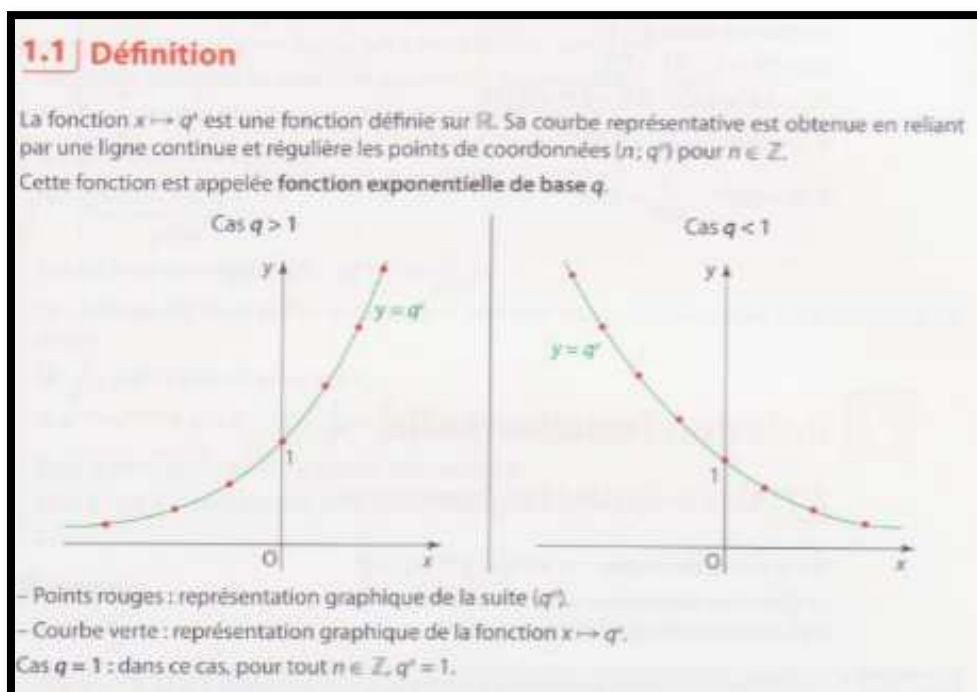 1.1 Définition
La fonction x ↦ qˣ est une fonction définie sur ℝ. Sa courbe représentative est obtenue en reliant
par une ligne continue et régulière les points de coordonnées (n ; qⁿ) pour n ∈ ℤ.
Cette fonction est appelée fonction exponentielle de base q.
Cas q > 1
y
y = qˣ
1
O
x
Cas q < 1
y
y = qˣ
1
O
x
– Points rouges : représentation graphique de la suite (qⁿ).
– Courbe verte : représentation graphique de la fonction x ↦ qˣ.
Cas q = 1 : dans ce cas, pour tout n ∈ ℤ, qⁿ = 1.